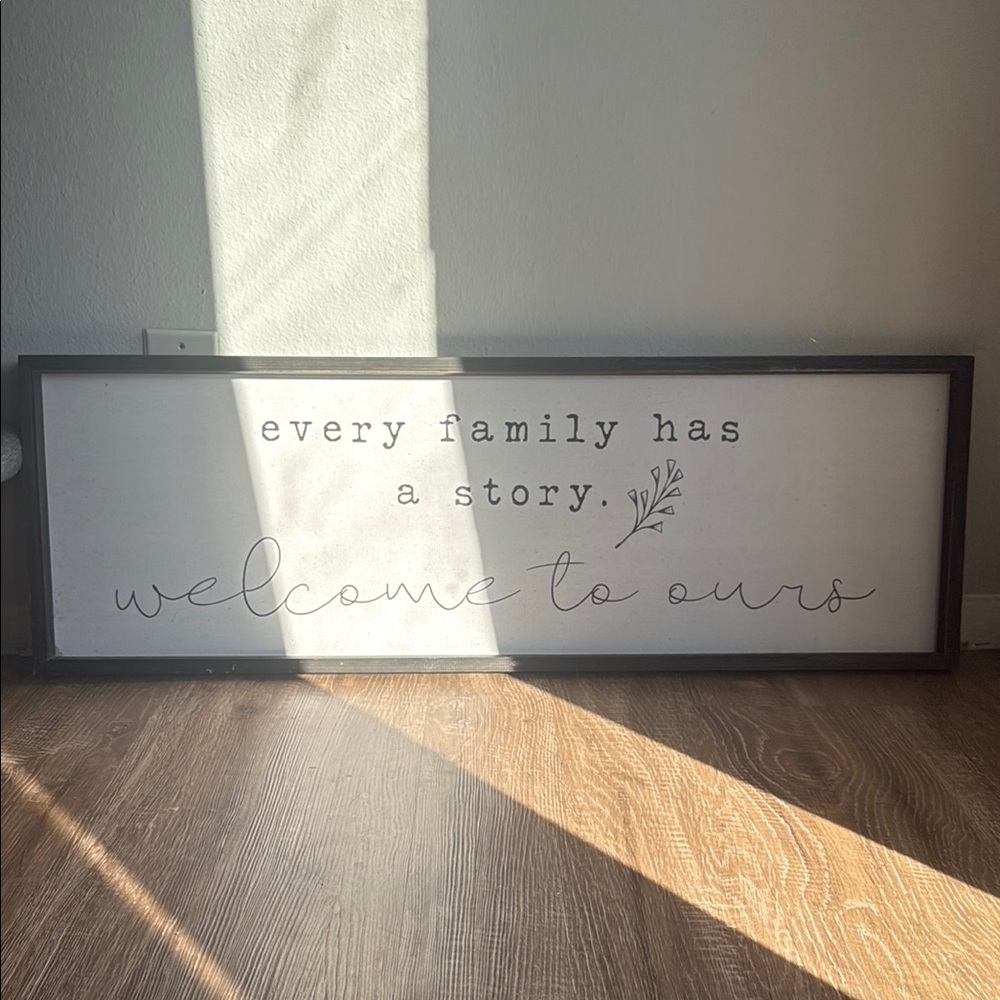 every family has
a story.
welcome to ours